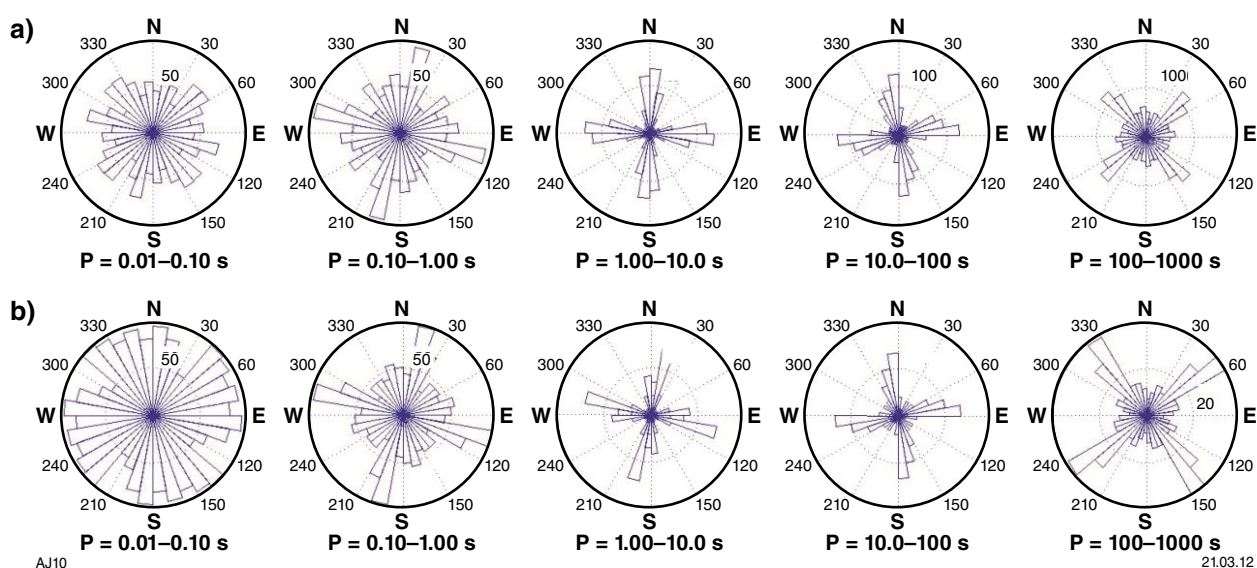 a)
N N N N N
330 30 330 30 330 30 330 30 330 30
50 50 100 100
300 60 300 60 300 60 300 60 300 60
W E W E W E W E W E
240 120 240 120 240 120 240 120 240 120
210 150 210 150 210 150 210 150 210 150
S S S S S
P = 0.01–0.10 s P = 0.10–1.00 s P = 1.00–10.0 s P = 10.0–100 s P = 100–1000 s
b)
N N N N N
330 30 330 30 330 30 330 30 330 30
50 50
300 60 300 60 300 60 300 60 300 60
20
W E W E W E W E W E
240 120 240 120 240 120 240 120 240 120
210 150 210 150 210 150 210 150 210 150
S S S S S
P = 0.01–0.10 s P = 0.10–1.00 s P = 1.00–10.0 s P = 10.0–100 s P = 100–1000 s
AJ10 21.03.12